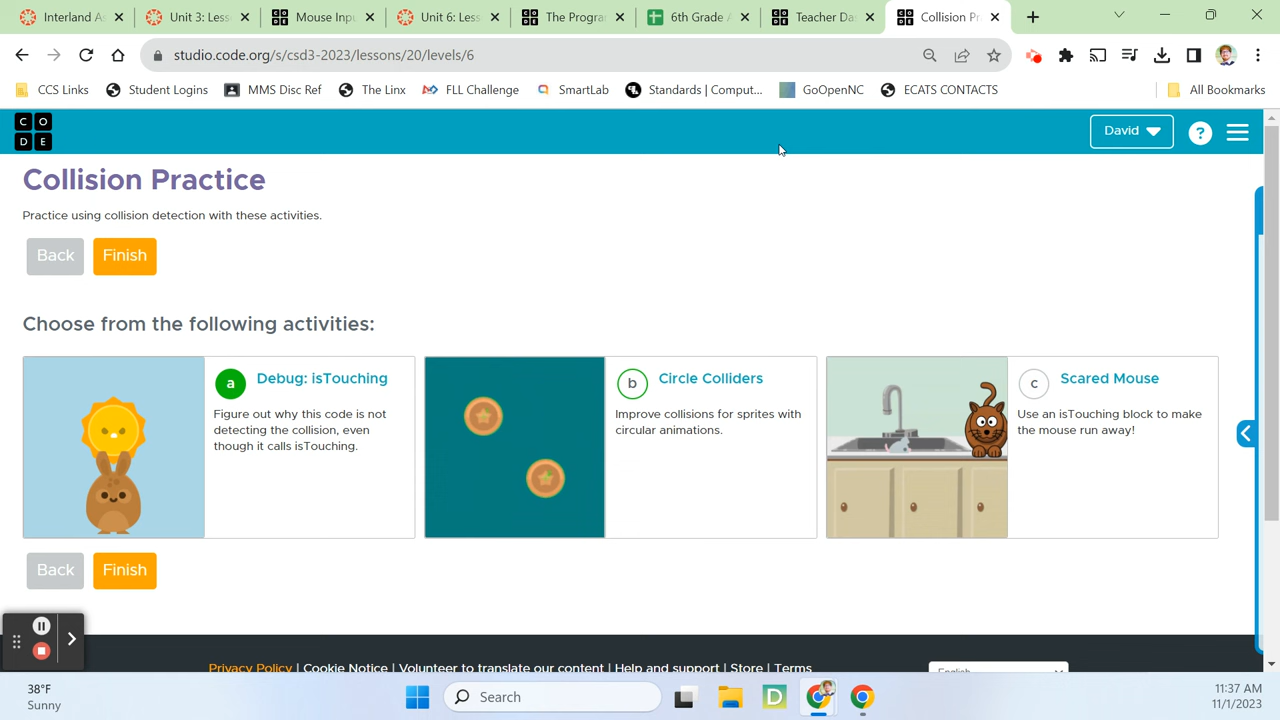 Interland As
Unit 3: Less
Mouse Inpu
Unit 6: Less
The Progra
6th Grade A
Teacher Da
Collision Pr
studio.code.org/s/csd3-2023/lessons/20/levels/6
CCS Links
Student Logins
MMS Disc Ref
The Linx
FLL Challenge
SmartLab
Standards | Comput...
GoOpenNC
ECATS CONTACTS
All Bookmarks
C O
D E
David
?
Collision Practice
Practice using collision detection with these activities.
Back
Finish
Choose from the following activities:
a
Debug: isTouching
Figure out why this code is not
detecting the collision, even
though it calls isTouching.
b
Circle Colliders
Improve collisions for sprites with
circular animations.
c
Scared Mouse
Use an isTouching block to make
the mouse run away!
Back
Finish
Privacy Policy | Cookie Notice | Volunteer to translate our content | Help and support | Store | Terms
English
38°F
Sunny
Search
D
11:37 AM
11/1/2023